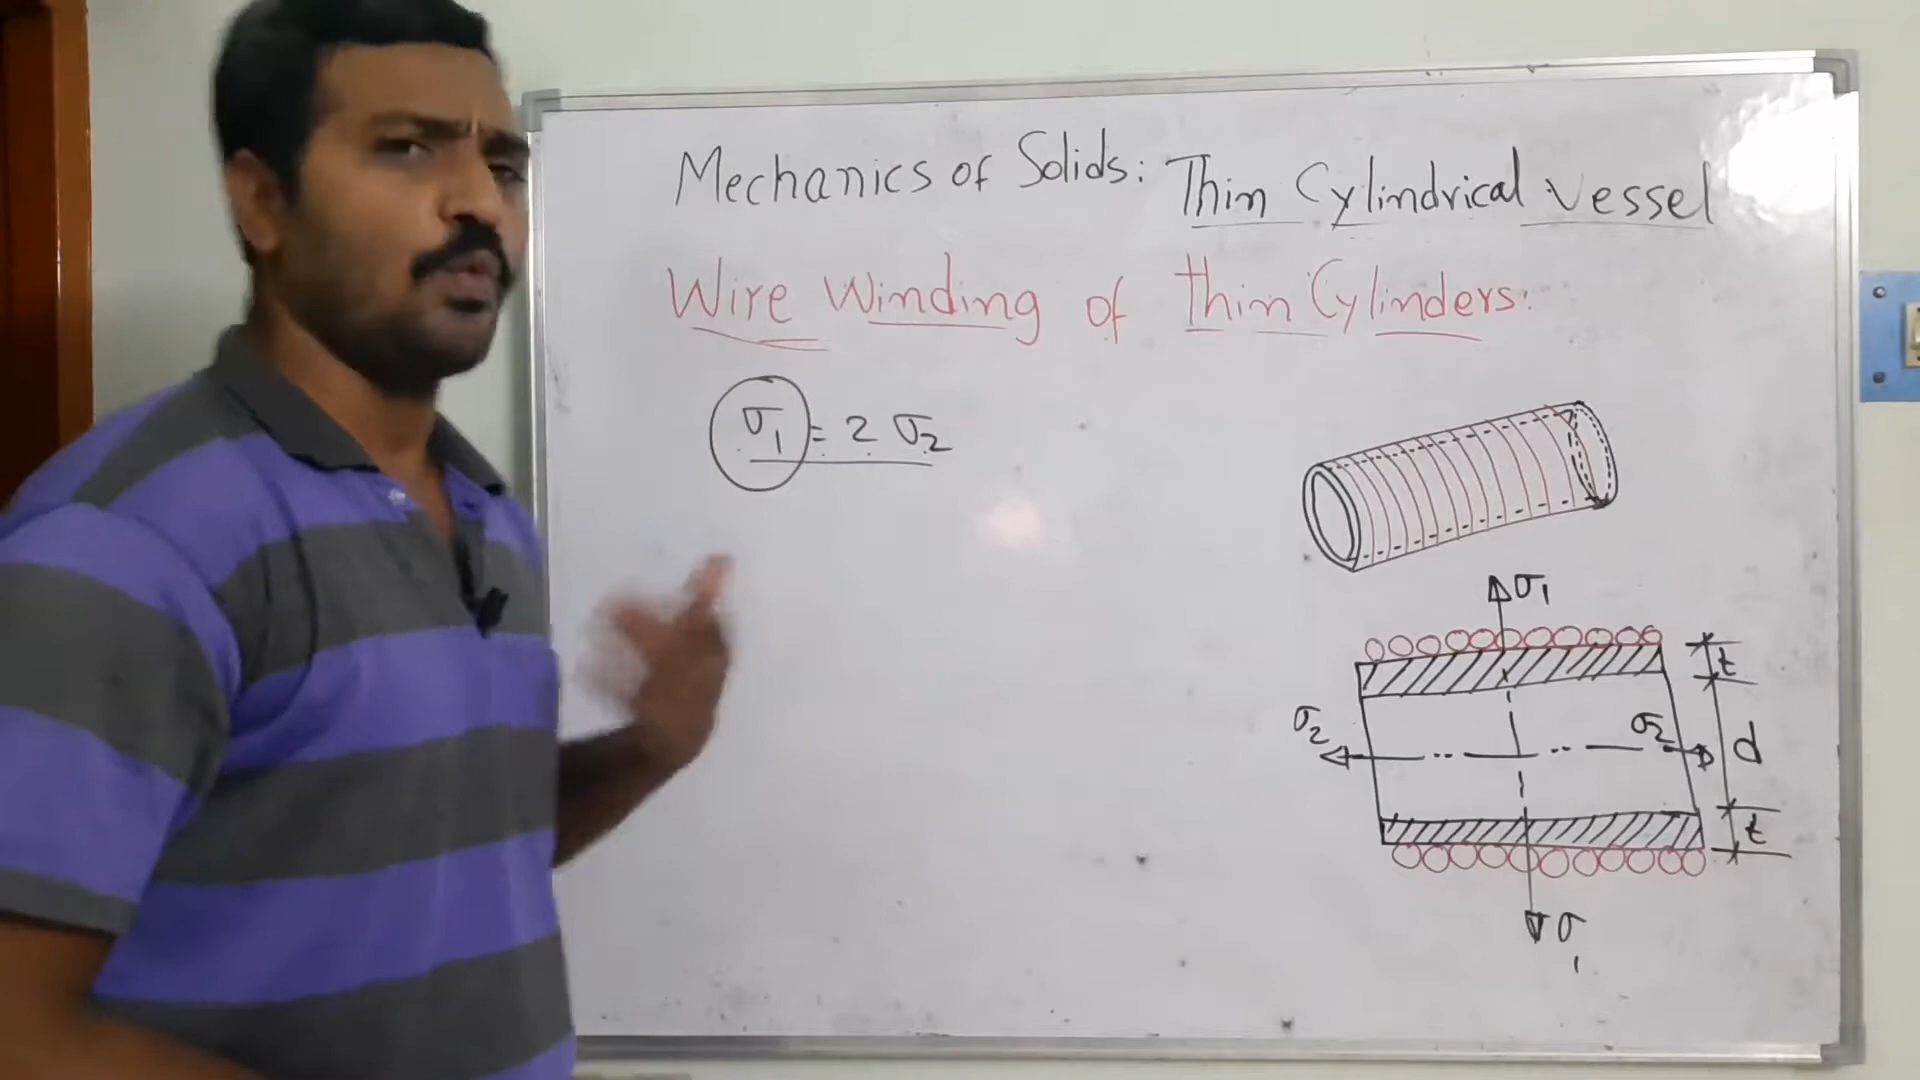 Mechanics of Solids: Thin Cylindrical Vessel
Wire Winding of thin Cylinders:
σ1 = 2 σ2
σ1
t
σ2
σ2
d
t
σ1